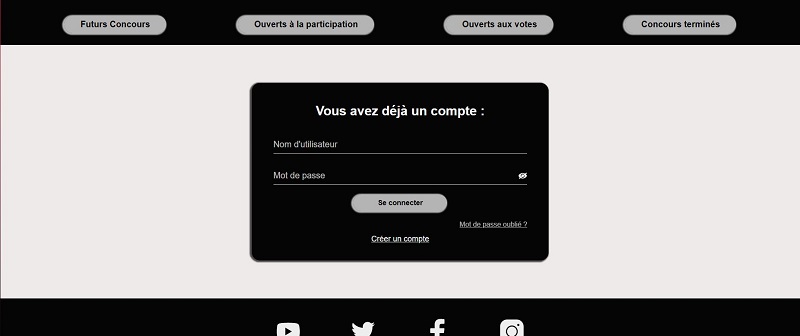 Futurs Concours
Ouverts à la participation
Ouverts aux votes
Concours terminés
Vous avez déjà un compte :
Nom d'utilisateur
Mot de passe
Se connecter
Mot de passe oublié ?
Créer un compte